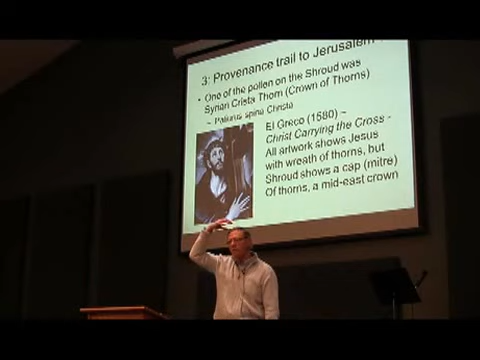 3: Provenance trail to Jerusalem
• One of the pollen on the Shroud was
Syrian Crista Thorn (Crown of Thorns)
~ Paliurus spina Christa
El Greco (1580) ~
Christ Carrying the Cross -
All artwork shows Jesus
with wreath of thorns, but
Shroud shows a cap (mitre)
Of thorns, a mid-east crown